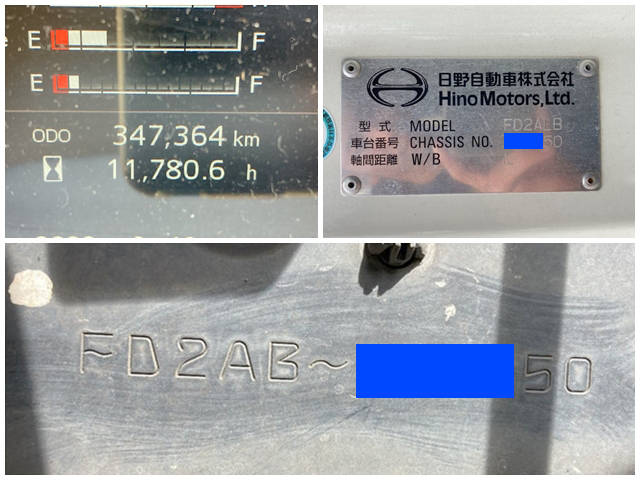 E F
E F
ODO 347,364 km
11,780.6 h
日野自動車株式会社
Hino Motors, Ltd.
型式 MODEL FD2ABB
車台番号 CHASSIS NO. 50
軸間距離 W/B
FD2AB~ 50